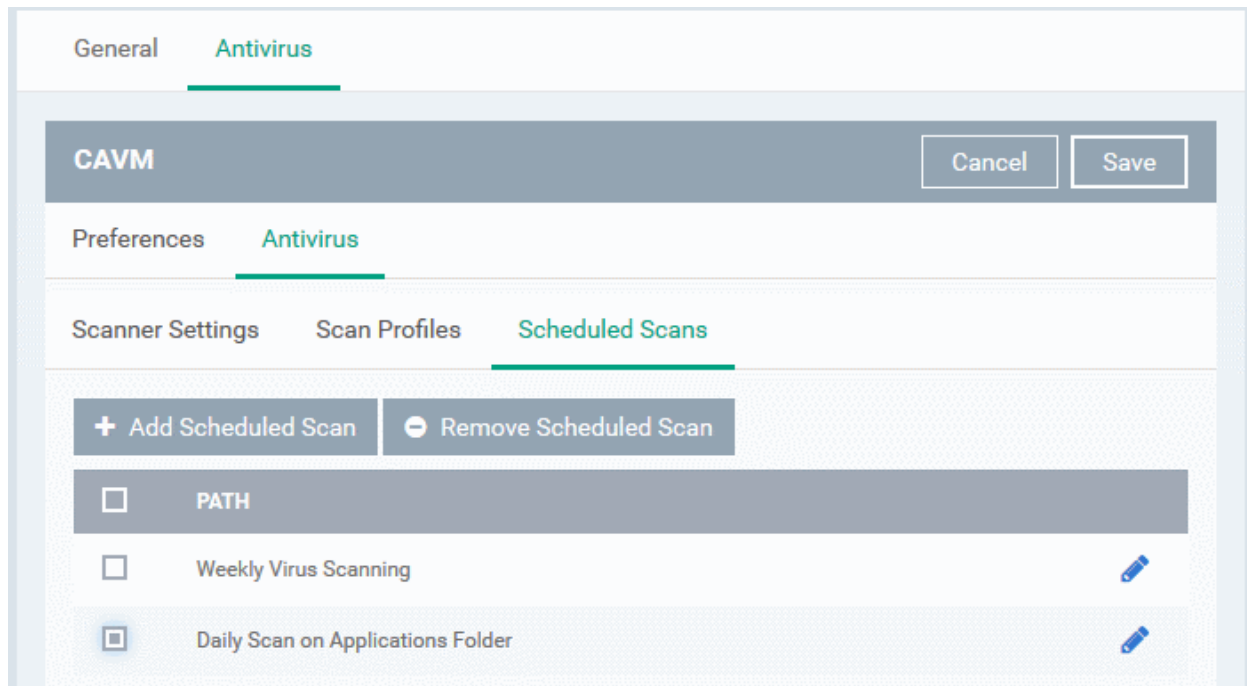 General Antivirus
CAVM Cancel Save
Preferences Antivirus
Scanner Settings Scan Profiles Scheduled Scans
Add Scheduled Scan Remove Scheduled Scan
PATH
Weekly Virus Scanning
Daily Scan on Applications Folder